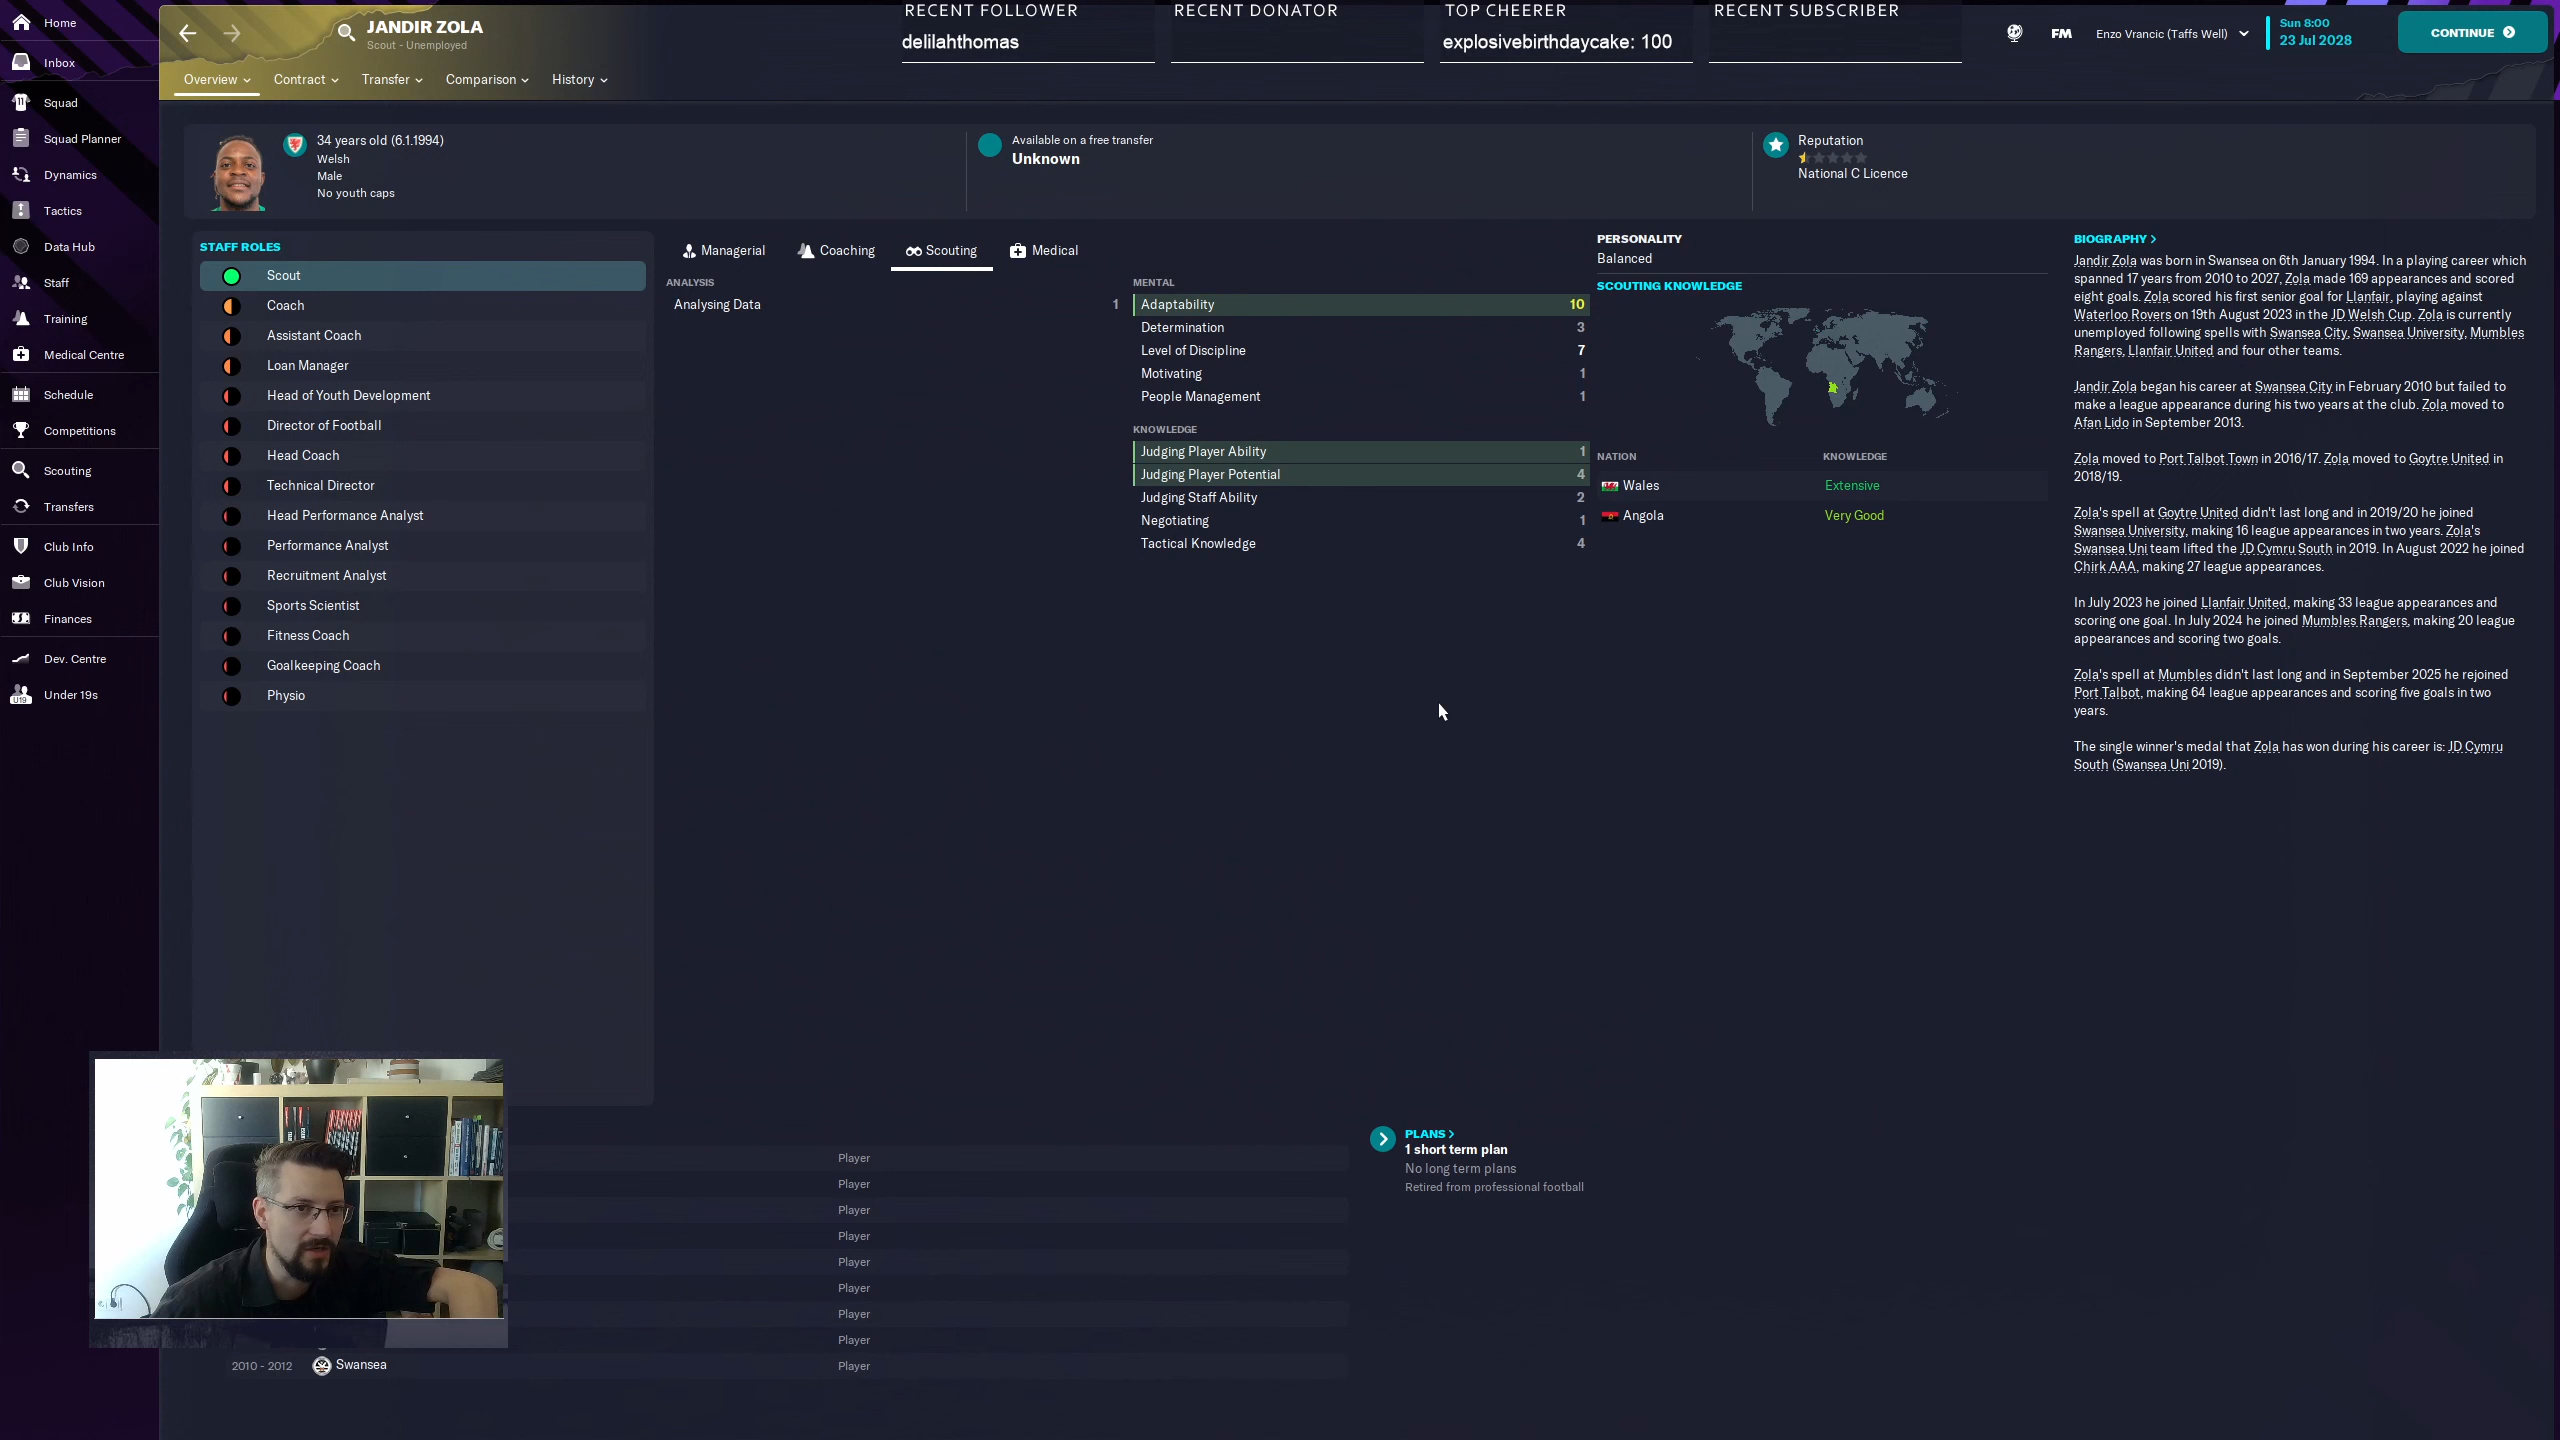 Home
Inbox
Squad
Squad Planner
Dynamics
Tactics
Data Hub
Staff
Training
Medical Centre
Schedule
Competitions
Scouting
Transfers
Club Info
Club Vision
Finances
Dev. Centre
Under 19s
JANDIR ZOLA
Scout - Unemployed
RECENT FOLLOWER
delilahthomas
RECENT DONATOR
TOP CHEERER
explosivebirthdaycake: 100
RECENT SUBSCRIBER
FM
Enzo Vrancic (Taffs Well)
Sun 8:00
23 Jul 2028
CONTINUE
Overview
Contract
Transfer
Comparison
History
34 years old (6.1.1994)
Welsh
Male
No youth caps
Available on a free transfer
Unknown
Reputation
National C Licence
STAFF ROLES
Scout
Coach
Assistant Coach
Loan Manager
Head of Youth Development
Director of Football
Head Coach
Technical Director
Head Performance Analyst
Performance Analyst
Recruitment Analyst
Sports Scientist
Fitness Coach
Goalkeeping Coach
Physio
Managerial
Coaching
Scouting
Medical
ANALYSIS
Analysing Data 1
MENTAL
Adaptability 10
Determination 3
Level of Discipline 7
Motivating 1
People Management 1
KNOWLEDGE
Judging Player Ability 1
Judging Player Potential 4
Judging Staff Ability 2
Negotiating 1
Tactical Knowledge 4
PERSONALITY
Balanced
SCOUTING KNOWLEDGE
NATION KNOWLEDGE
Wales Extensive
Angola Very Good
BIOGRAPHY >
Jandir Zola was born in Swansea on 6th January 1994. In a playing career which
spanned 17 years from 2010 to 2027, Zola made 169 appearances and scored
eight goals. Zola scored his first senior goal for Llanfair, playing against
Waterloo Rovers on 19th August 2023 in the JD Welsh Cup. Zola is currently
unemployed following spells with Swansea City, Swansea University, Mumbles
Rangers, Llanfair United and four other teams.
Jandir Zola began his career at Swansea City in February 2010 but failed to
make a league appearance during his two years at the club. Zola moved to
Afan Lido in September 2013.
Zola moved to Port Talbot Town in 2016/17. Zola moved to Goytre United in
2018/19.
Zola's spell at Goytre United didn't last long and in 2019/20 he joined
Swansea University, making 16 league appearances in two years. Zola's
Swansea Uni team lifted the JD Cymru South in 2019. In August 2022 he joined
Chirk AAA, making 27 league appearances.
In July 2023 he joined Llanfair United, making 33 league appearances and
scoring one goal. In July 2024 he joined Mumbles Rangers, making 20 league
appearances and scoring two goals.
Zola's spell at Mumbles didn't last long and in September 2025 he rejoined
Port Talbot, making 64 league appearances and scoring five goals in two
years.
The single winner's medal that Zola has won during his career is: JD Cymru
South (Swansea Uni 2019).
Player
Player
Player
Player
Player
Player
Player
Player
2010 - 2012 Swansea Player
PLANS >
1 short term plan
No long term plans
Retired from professional football